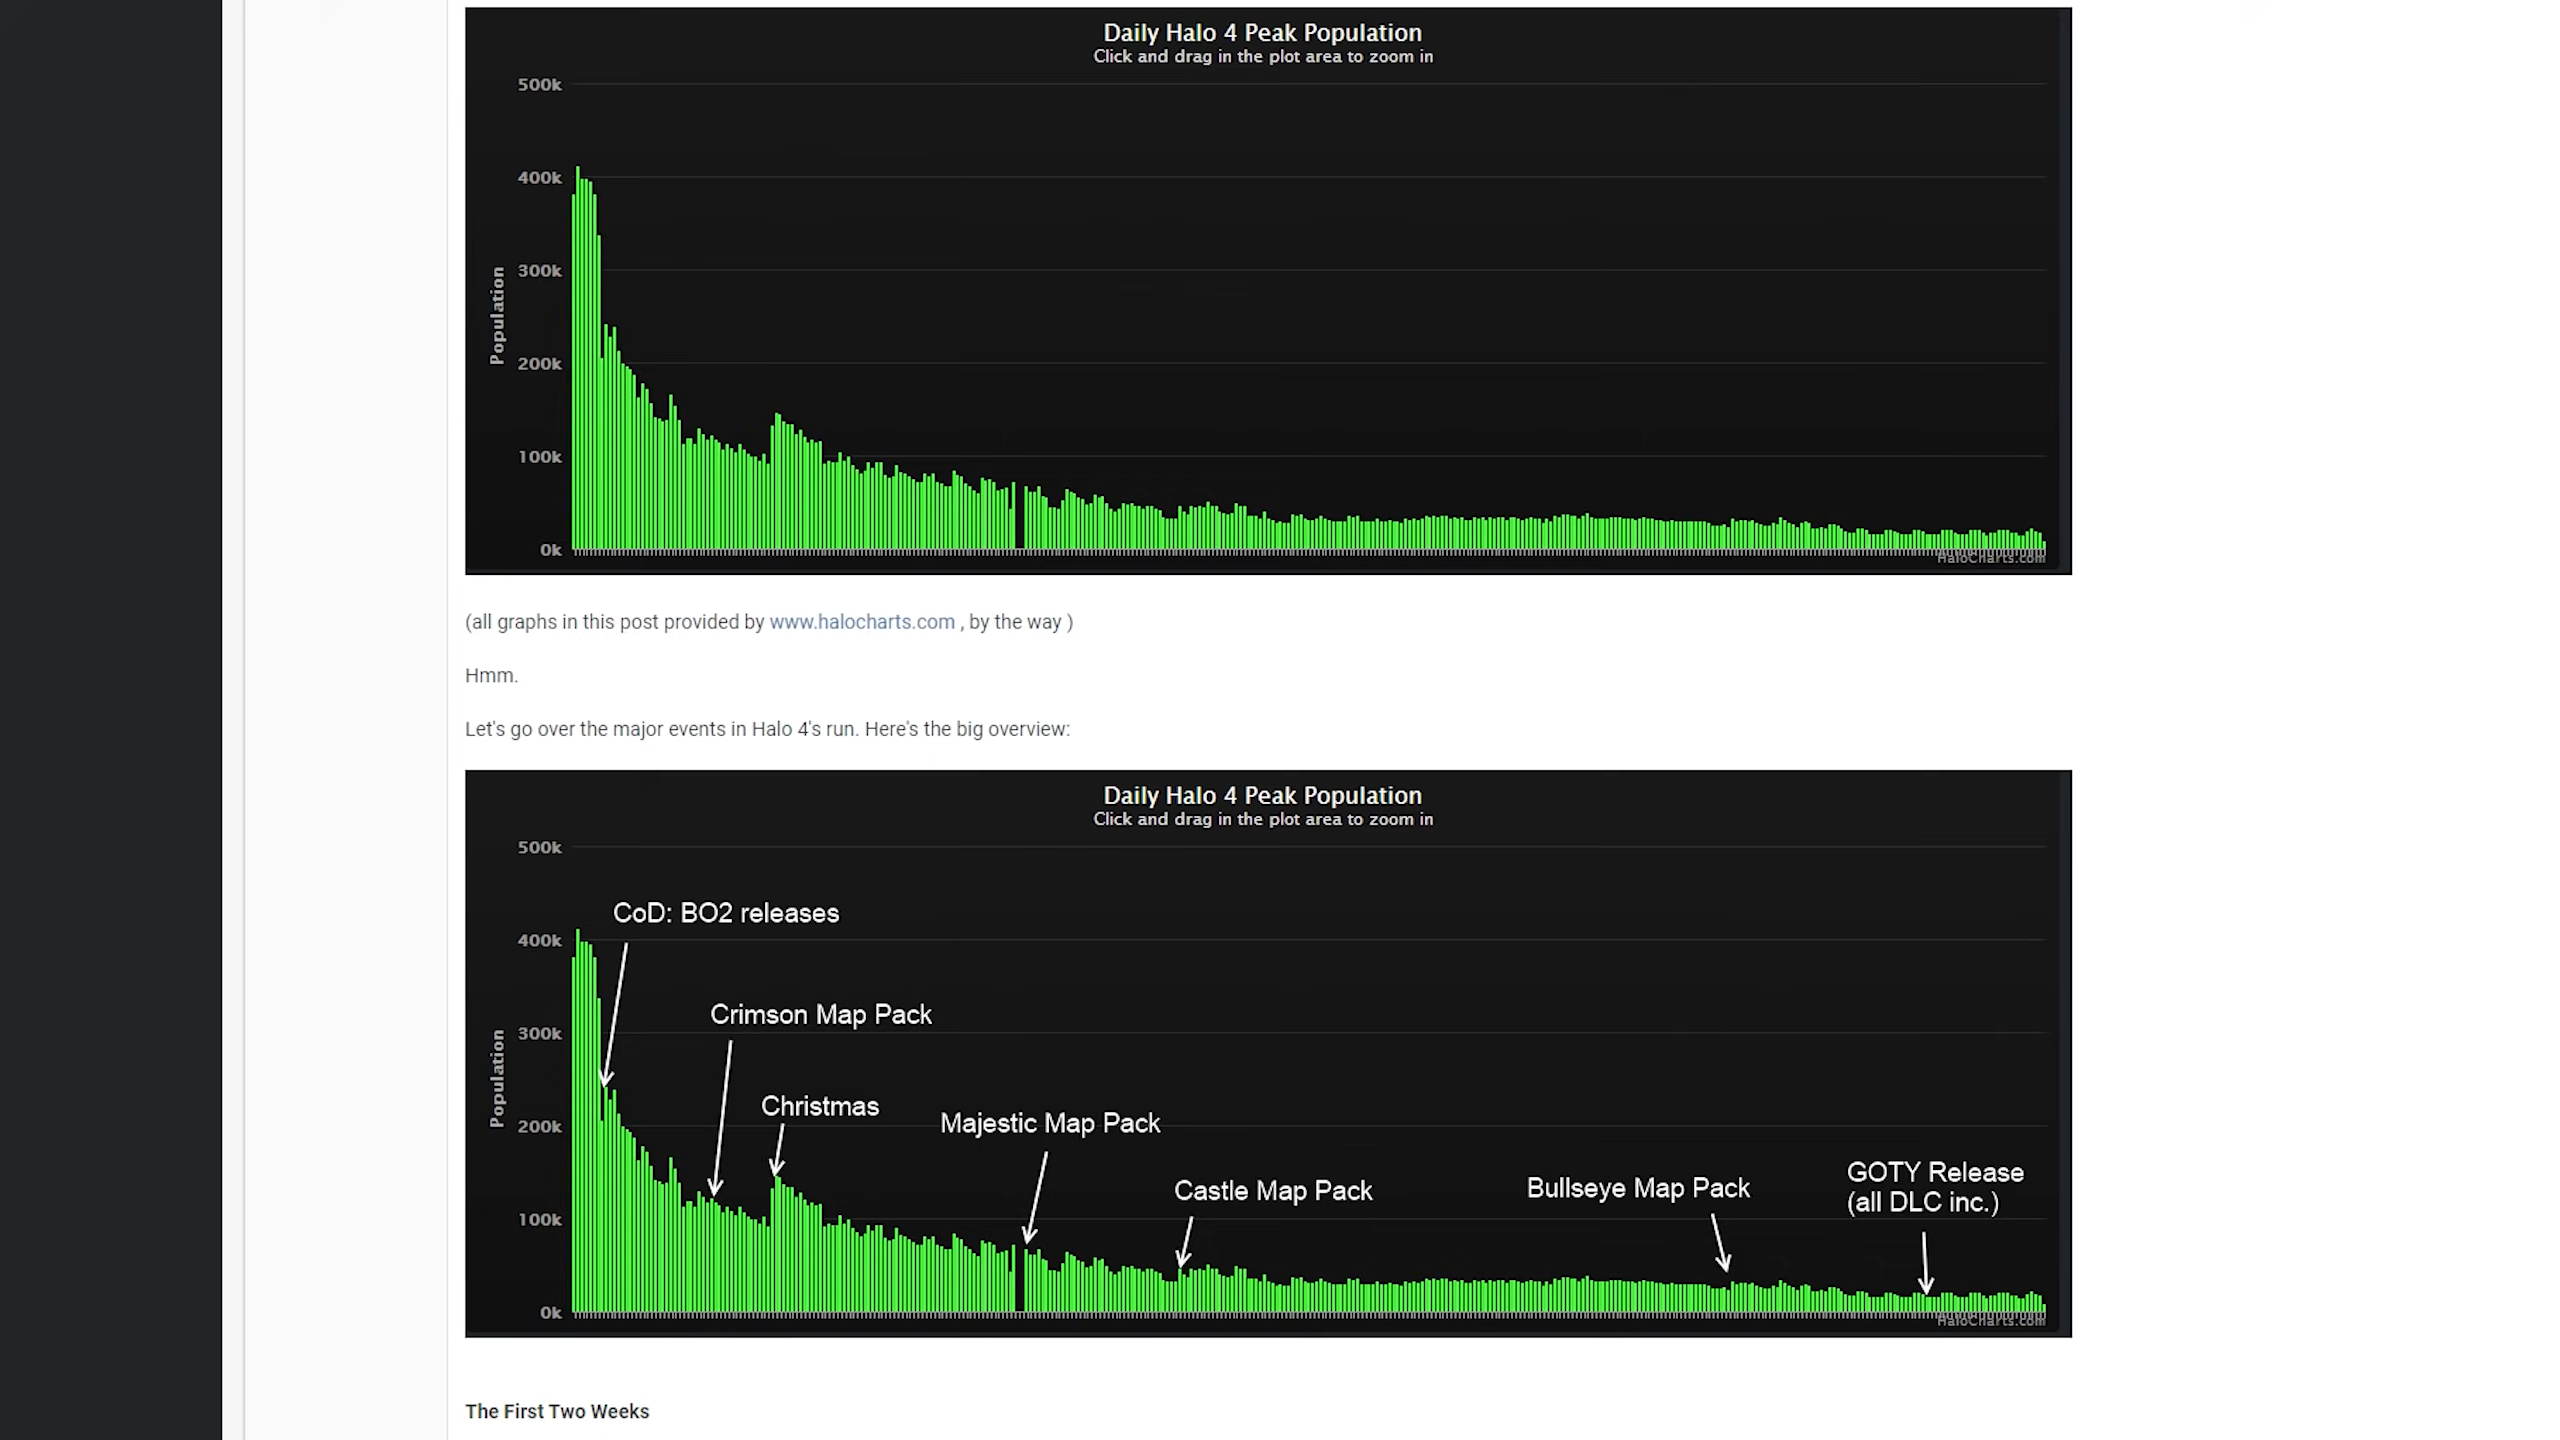 Daily Halo 4 Peak Population
Click and drag in the plot area to zoom in
500k
400k
300k
200k
100k
0k
Population
HaloCharts.com
(all graphs in this post provided by www.halocharts.com , by the way )
Hmm.
Let's go over the major events in Halo 4's run. Here's the big overview:
Daily Halo 4 Peak Population
Click and drag in the plot area to zoom in
500k
400k
300k
200k
100k
0k
Population
CoD: BO2 releases
Crimson Map Pack
Christmas
Majestic Map Pack
Castle Map Pack
Bullseye Map Pack
GOTY Release
(all DLC inc.)
HaloCharts.com
The First Two Weeks